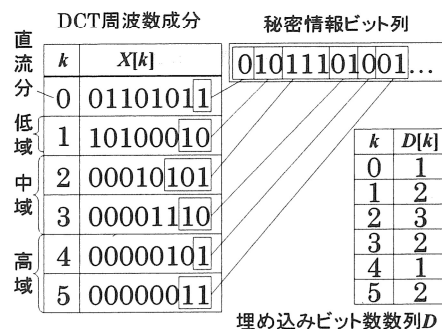 DCT周波数成分
秘密情報ビット列
直流分
k X[k]
0 01101011
01011101001...
低域
1 10100010
中域
2 00010101
3 00001110
高域
4 00000101
5 00000011
k D[k]
0 1
1 2
2 3
3 2
4 1
5 2
埋め込みビット数数列D